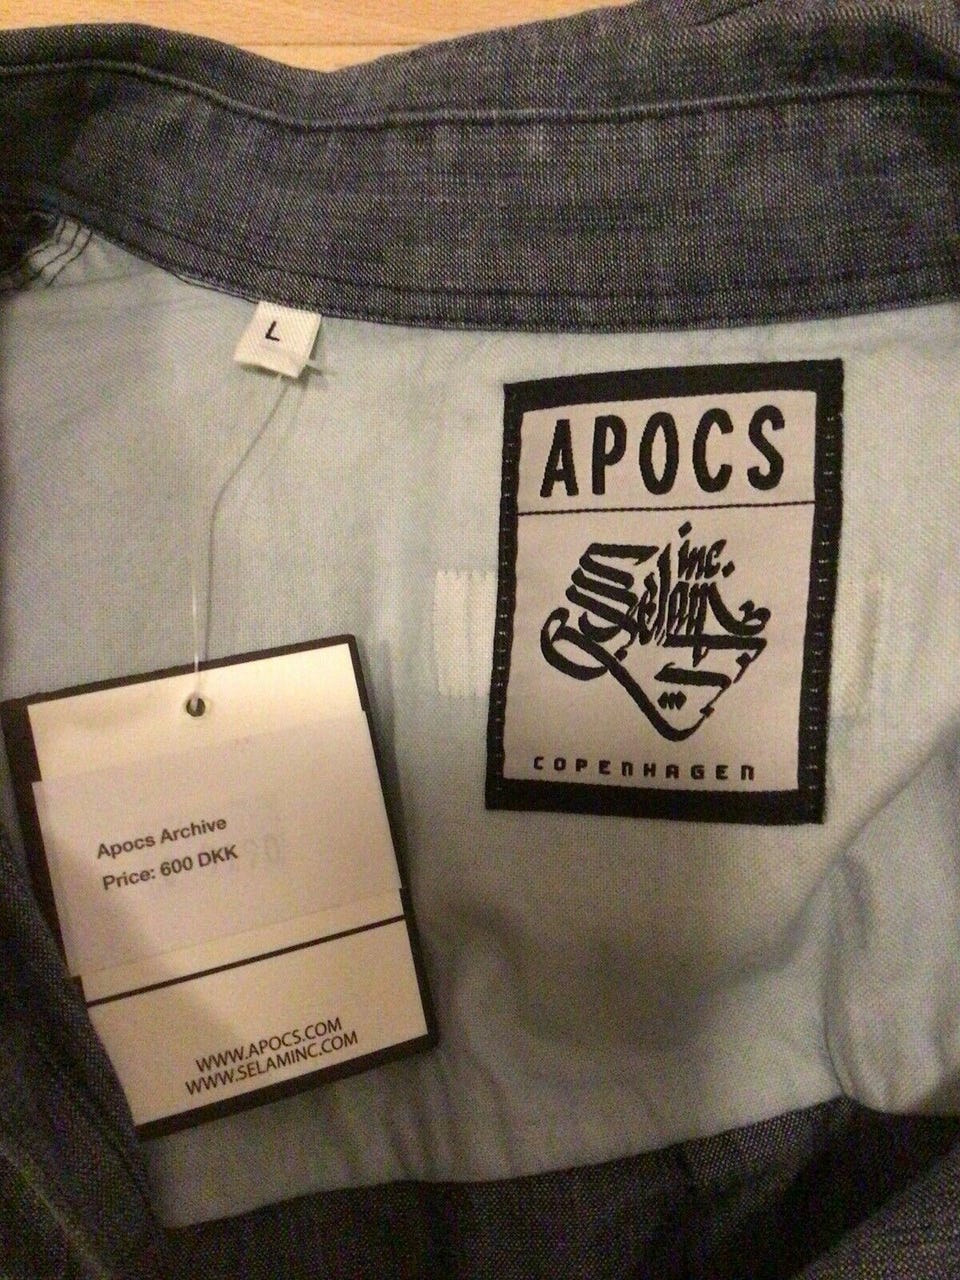 L
APOCS
Selam inc.
COPENHAGEN
Apocs Archive
Price: 600 DKK
WWW.APOCS.COM
WWW.SELAMINC.COM